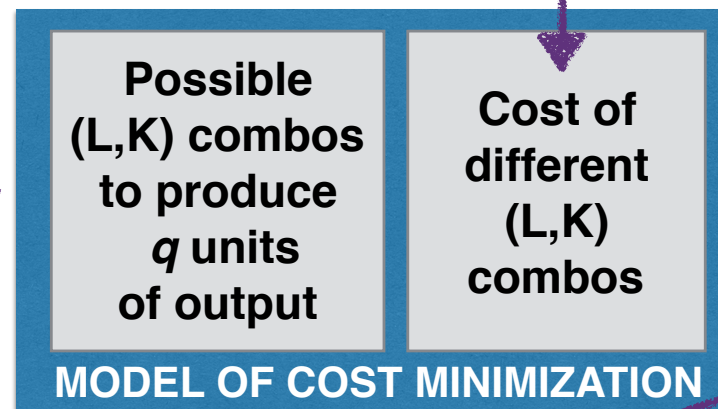 Possible
(L,K) combos
to produce
q units
of output
Cost of
different
(L,K)
combos
MODEL OF COST MINIMIZATION